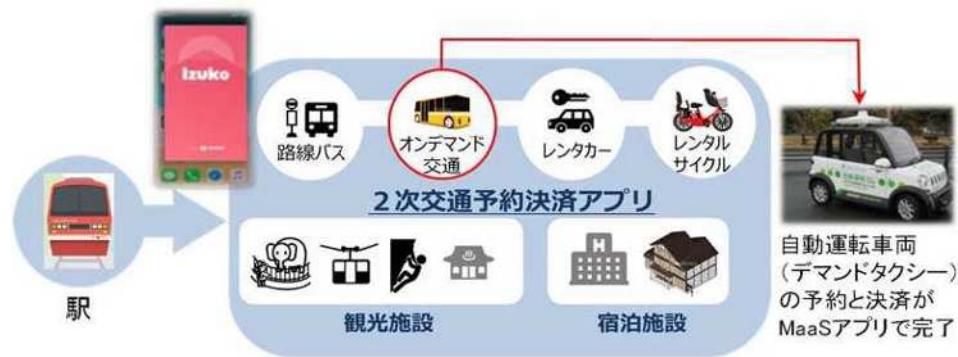 Izuko
路線バス
オンデマンド
交通
レンタカー
レンタル
サイクル
2次交通予約決済アプリ
H
観光施設
宿泊施設
駅
自動運転車両
(デマンドタクシー)
の予約と決済が
MaaSアプリで完了